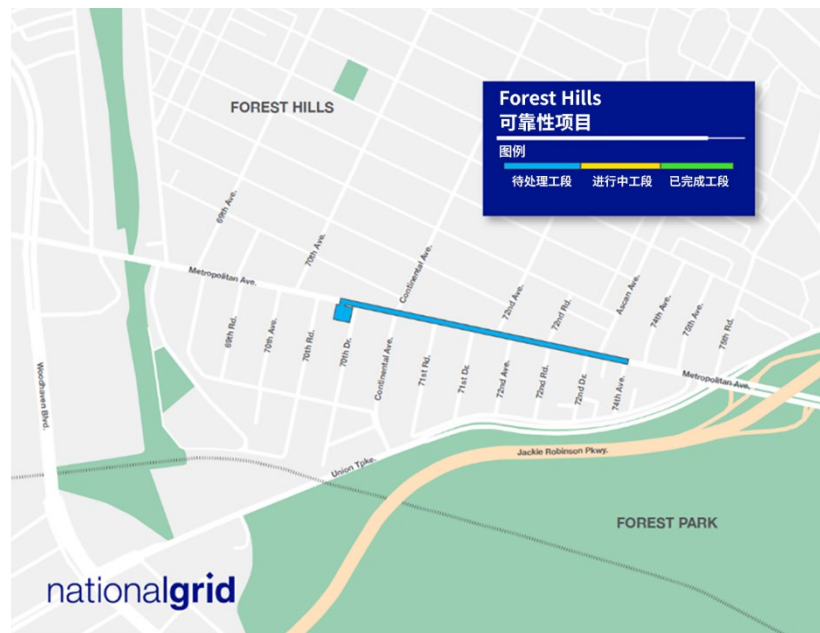 FOREST HILLS
Forest Hills
可靠性项目
图例
待处理工段 进行中工段 已完成工段
69th Ave.
70th Ave.
Continental Ave.
72nd Ave.
72nd Rd.
Ascan Ave.
74th Ave.
75th Ave.
75th Rd.
Metropolitan Ave.
69th Rd.
70th Ave.
70th Rd.
70th Dr.
Continental Ave.
71st Rd.
71st Dr.
72nd Ave.
72nd Rd.
72nd Dr.
74th Ave.
Metropolitan Ave.
Woodhaven Blvd.
Union Tpke.
Jackie Robinson Pkwy.
FOREST PARK
nationalgrid